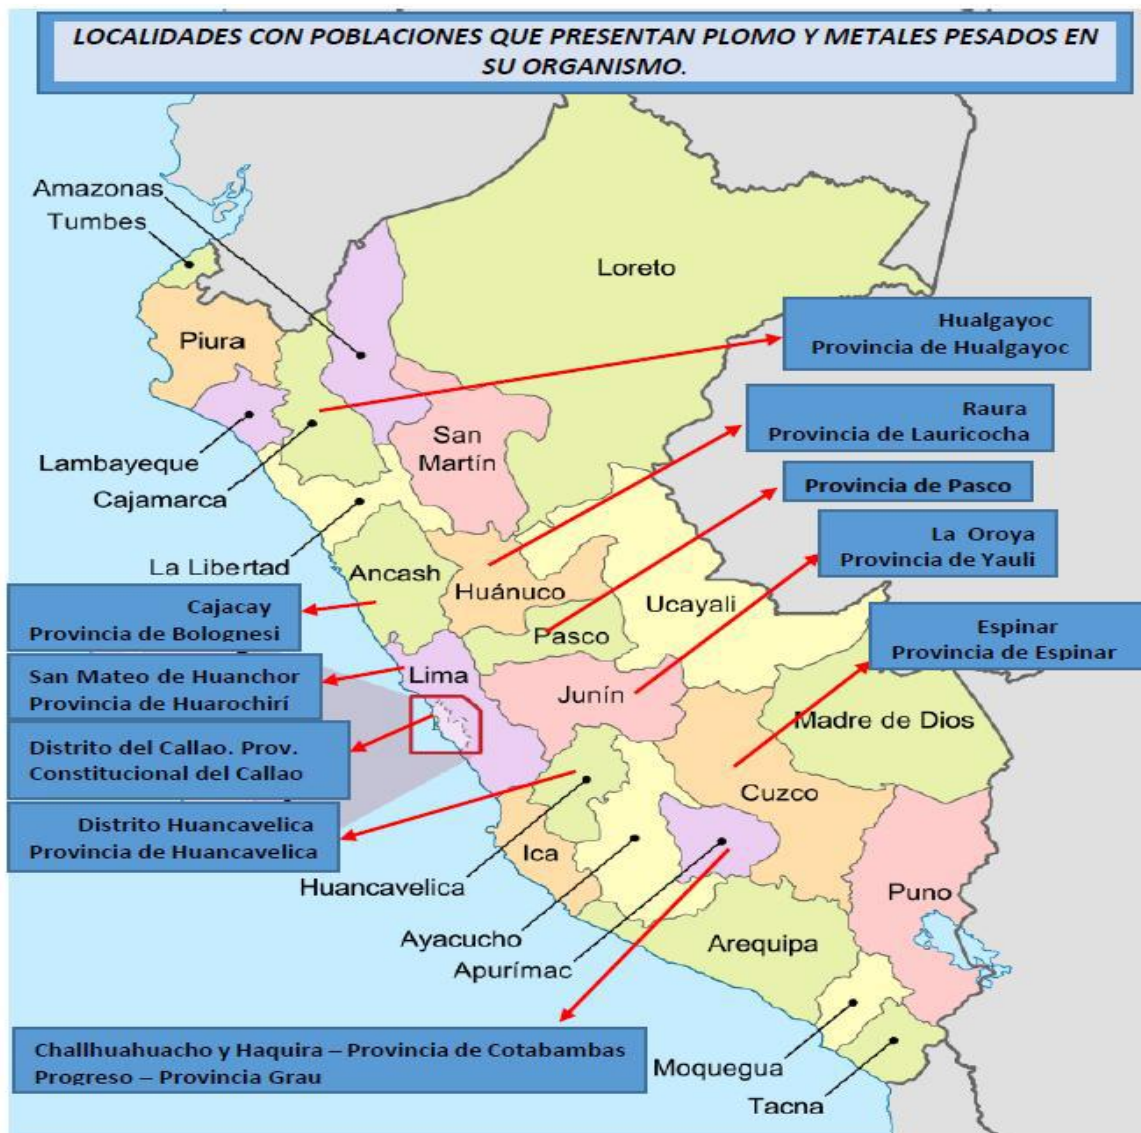 LOCALIDADES CON POBLACIONES QUE PRESENTAN PLOMO Y METALES PESADOS EN
SU ORGANISMO.
Amazonas
Tumbes
Loreto
Piura
Hualgayoc
Provincia de Hualgayoc
Raura
Provincia de Lauricocha
San
Martín
Lambayeque
Cajamarca
Provincia de Pasco
La Oroya
Provincia de Yauli
La Libertad
Ancash
Huánuco
Ucayali
Cajacay
Provincia de Bolognesi
Pasco
Espinar
Provincia de Espinar
San Mateo de Huanchor
Provincia de Huarochirí
Lima
Junín
Madre de Dios
Distrito del Callao. Prov.
Constitucional del Callao
Cuzco
Distrito Huancavelica
Provincia de Huancavelica
Ica
Huancavelica
Puno
Ayacucho
Apurímac
Arequipa
Challhuahuacho y Haquira – Provincia de Cotabambas
Progreso – Provincia Grau
Moquegua
Tacna